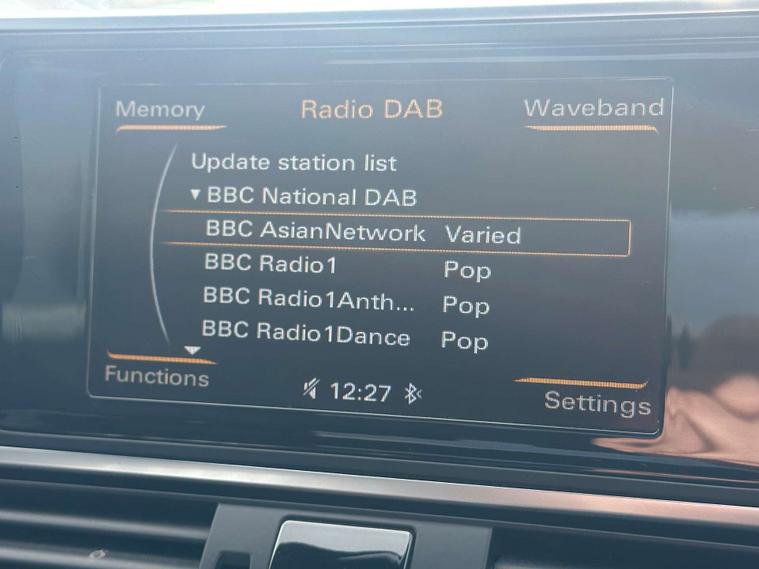 Memory Radio DAB Waveband
Update station list
▼ BBC National DAB
BBC AsianNetwork Varied
BBC Radio1 Pop
BBC Radio1Anth... Pop
BBC Radio1Dance Pop
Functions 12:27 Settings